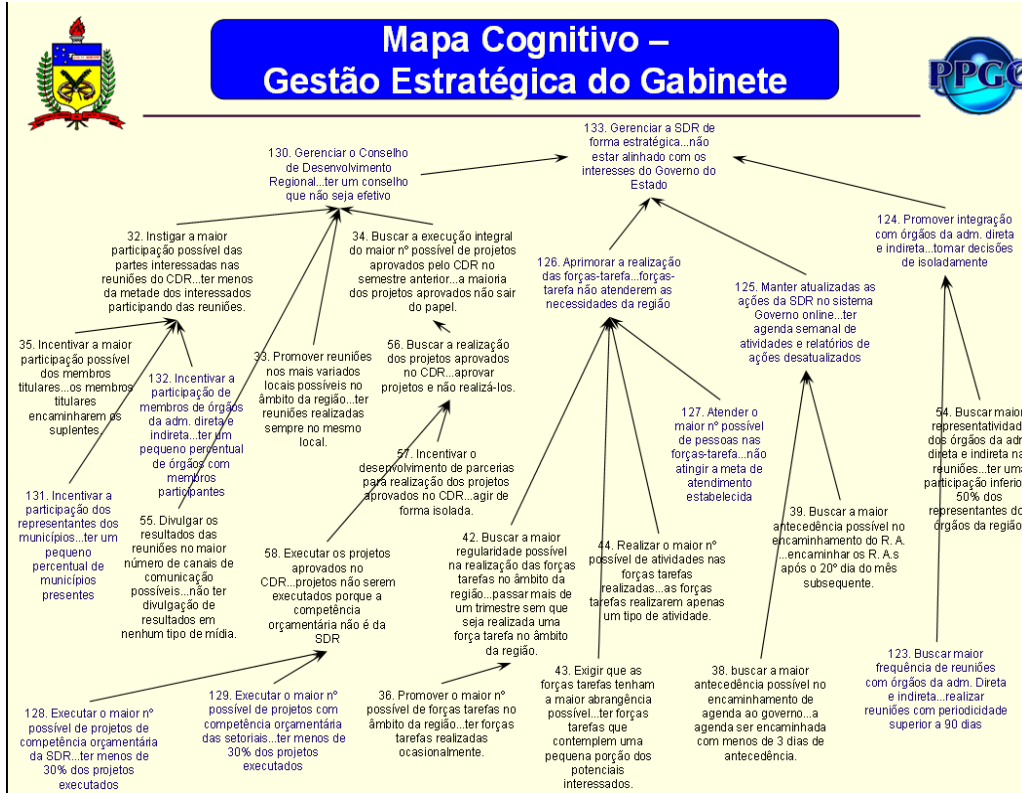 Mapa Cognitivo –
Gestão Estratégica do Gabinete
PPGC
133. Gerenciar a SDR de
forma estratégica...não
estar alinhado com os
interesses do Governo do
Estado
130. Gerenciar o Conselho
de Desenvolvimento
Regional...ter um conselho
que não seja efetivo
32. Instigar a maior
participação possível das
partes interessadas nas
reuniões do CDR...ter menos
da metade dos interessados
participando das reuniões.
34. Buscar a execução integral
do maior nº possível de projetos
aprovados pelo CDR no
semestre anterior...a maioria
dos projetos aprovados não sair
do papel.
126. Aprimorar a realização
das forças-tarefa...forças-
tarefa não atenderem as
necessidades da região
124. Promover integração
com órgãos da adm. direta
e indireta...tomar decisões
de isoladamente
125. Manter atualizadas as
ações da SDR no sistema
Governo online...ter
agenda semanal de
atividades e relatórios de
ações desatualizados
35. Incentivar a maior
participação possível
dos membros
titulares...os membros
titulares
encaminharem os
suplentes.
132. Incentivar a
participação de
membros de órgãos
da adm. direta e
indireta...ter um
pequeno percentual
de órgãos com
membros
participantes
33. Promover reuniões
nos mais variados
locais possíveis no
âmbito da região...ter
reuniões realizadas
sempre no mesmo
local.
56. Buscar a realização
dos projetos aprovados
no CDR...aprovar
projetos e não realizá-los.
127. Atender o
maior nº possível
de pessoas nas
forças-tarefa...não
atingir a meta de
atendimento
estabelecida
54. Buscar maior
representatividad
dos órgãos da adm
direta e indireta na
reuniões...ter uma
participação inferior
50% dos
representantes do
órgãos da região
57. Incentivar o
desenvolvimento de parcerias
para realização dos projetos
aprovados no CDR...agir de
forma isolada.
131. Incentivar a
participação dos
representantes dos
municípios...ter um
pequeno
percentual de
municípios
presentes
55. Divulgar os
resultados das
reuniões no maior
número de canais de
comunicação
possíveis...não ter
divulgação de
resultados em
nenhum tipo de mídia.
58. Executar os projetos
aprovados no
CDR...projetos não serem
executados porque a
competência
orçamentária não é da
SDR
42. Buscar a maior
regularidade possível
na realização das forças
tarefas no âmbito da
região...passar mais de
um trimestre sem que
seja realizada uma
força tarefa no âmbito
da região.
44. Realizar o maior nº
possível de atividades nas
forças tarefas
realizadas...as forças
tarefas realizarem apenas
um tipo de atividade.
39. Buscar a maior
antecedência possível no
encaminhamento do R. A.
...encaminhar os R. A.s
após o 20º dia do mês
subsequente.
128. Executar o maior nº
possível de projetos de
competência orçamentária
da SDR...ter menos de
30% dos projetos
executados
129. Executar o maior nº
possível de projetos com
competência orçamentária
das setoriais...ter menos de
30% dos projetos
executados
36. Promover o maior nº
possível de forças tarefas no
âmbito da região...ter forças
tarefas realizadas
ocasionalmente.
43. Exigir que as
forças tarefas tenham
a maior abrangência
possível...ter forças
tarefas que
contemplem uma
pequena porção dos
potenciais
interessados.
38. buscar a maior
antecedência possível no
encaminhamento de
agenda ao governo...a
agenda ser encaminhada
com menos de 3 dias de
antecedência.
123. Buscar maior
frequência de reuniões
com órgãos da adm. Direta
e indireta...realizar
reuniões com periodicidade
superior a 90 dias